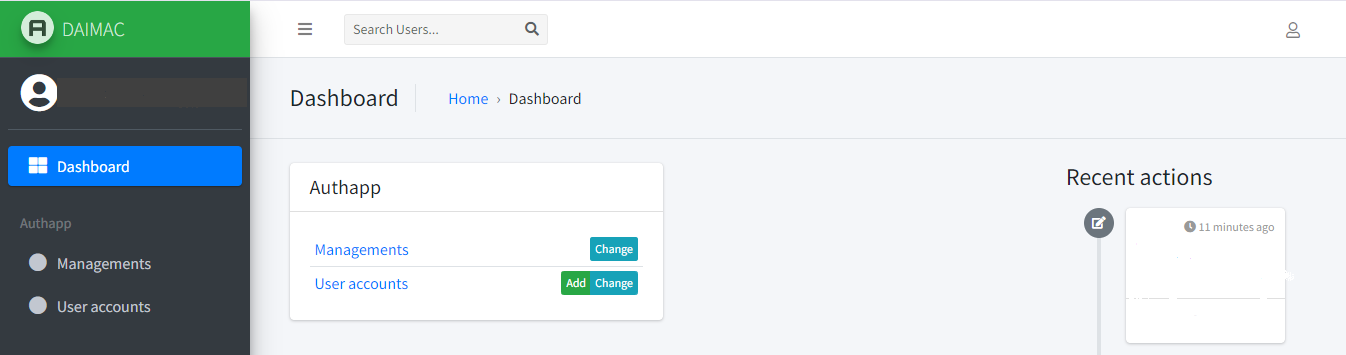 DAIMAC
Search Users...
Dashboard
Home › Dashboard
Dashboard
Authapp
Managements
User accounts
Authapp
Managements Change
User accounts Add Change
Recent actions
11 minutes ago